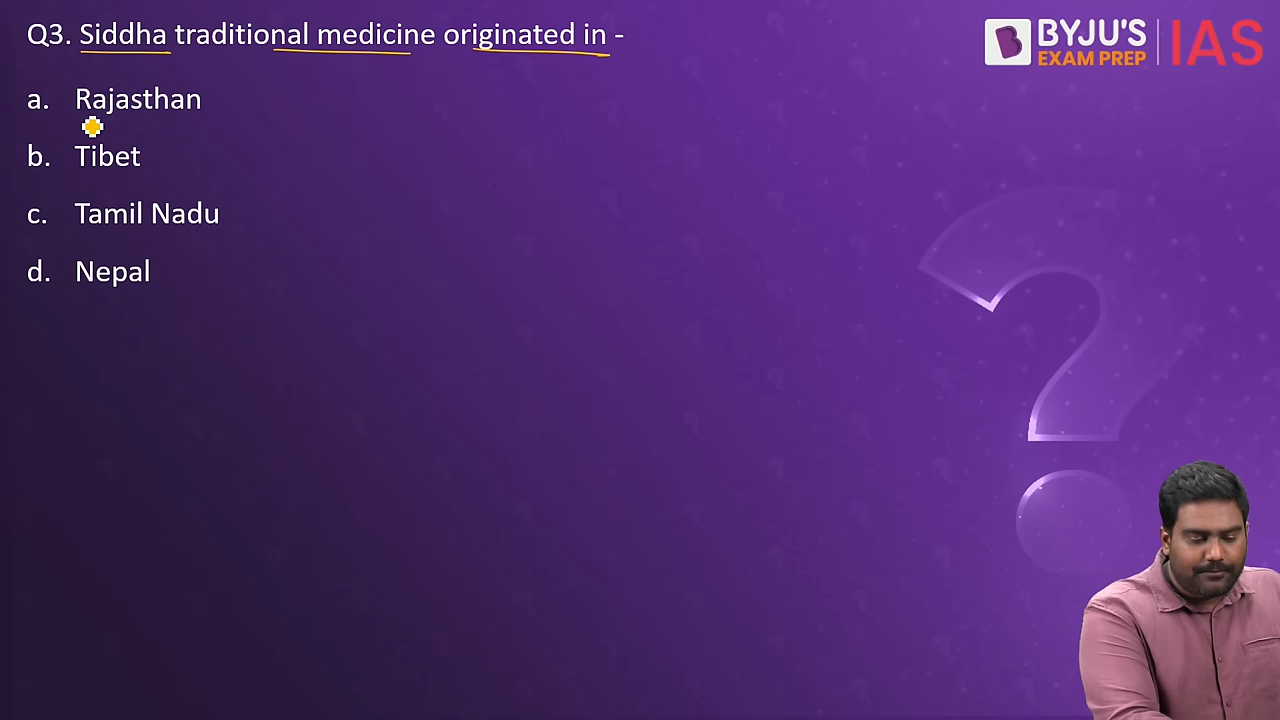 Q3. Siddha traditional medicine originated in -
BYJU'S
EXAM PREP
IAS
a. Rajasthan
b. Tibet
c. Tamil Nadu
d. Nepal